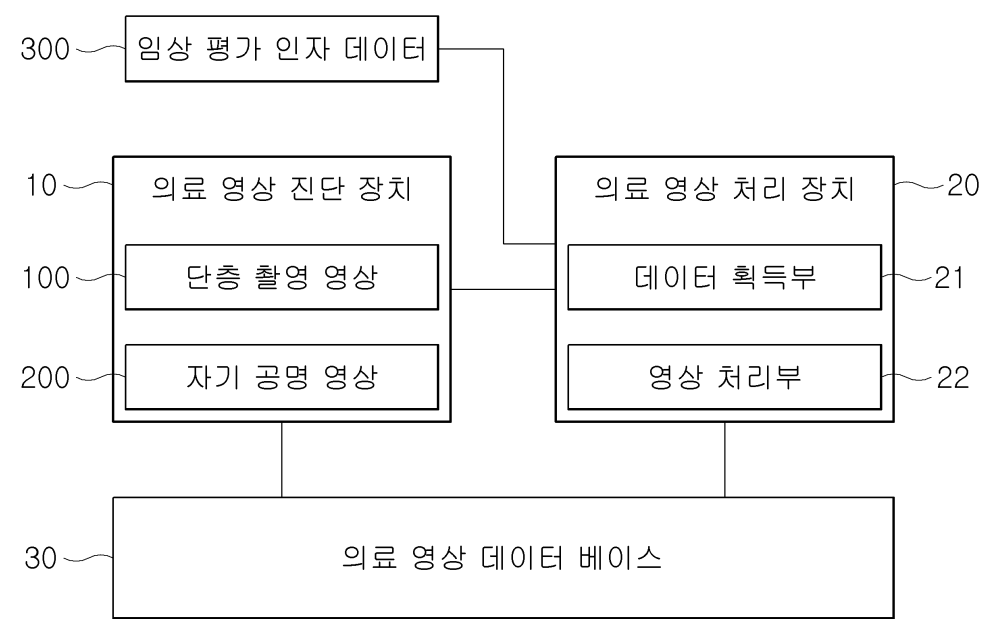 300 임상 평가 인자 데이터
10 의료 영상 진단 장치
의료 영상 처리 장치 20
100 단층 촬영 영상
데이터 획득부 21
200 자기 공명 영상
영상 처리부 22
30 의료 영상 데이터 베이스